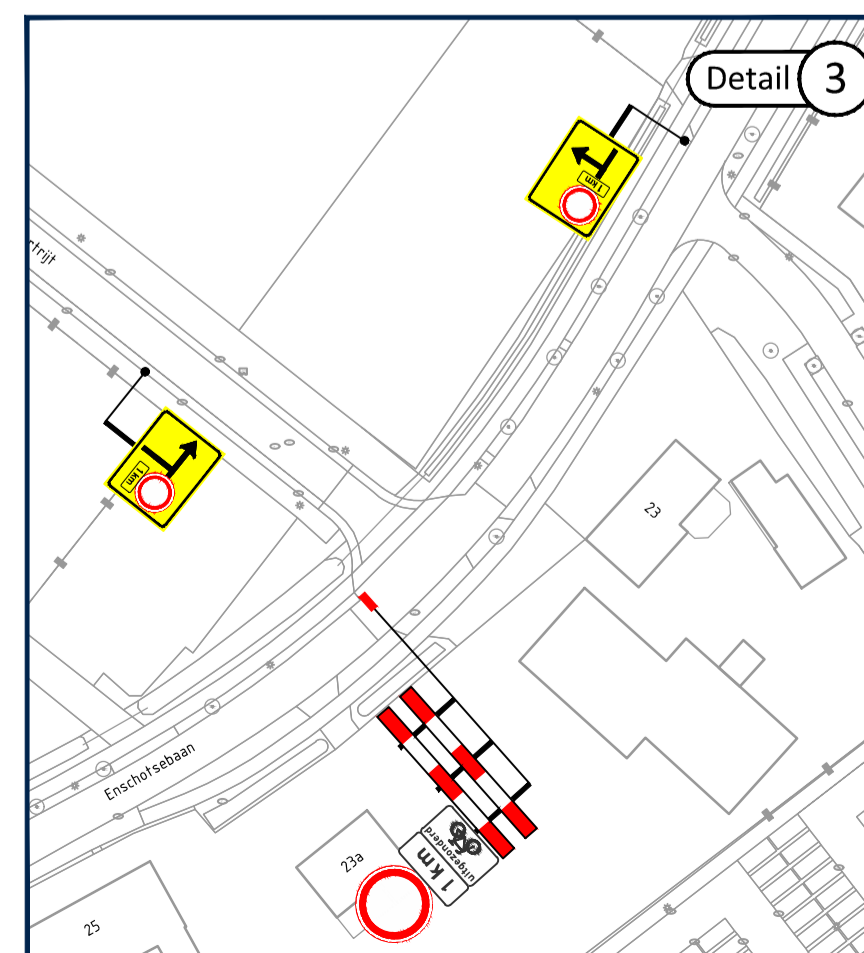 Detail 3
1 km
rtrijt
1 km
23
Enschotsebaan
uitgezonderd
1 km
23a
25